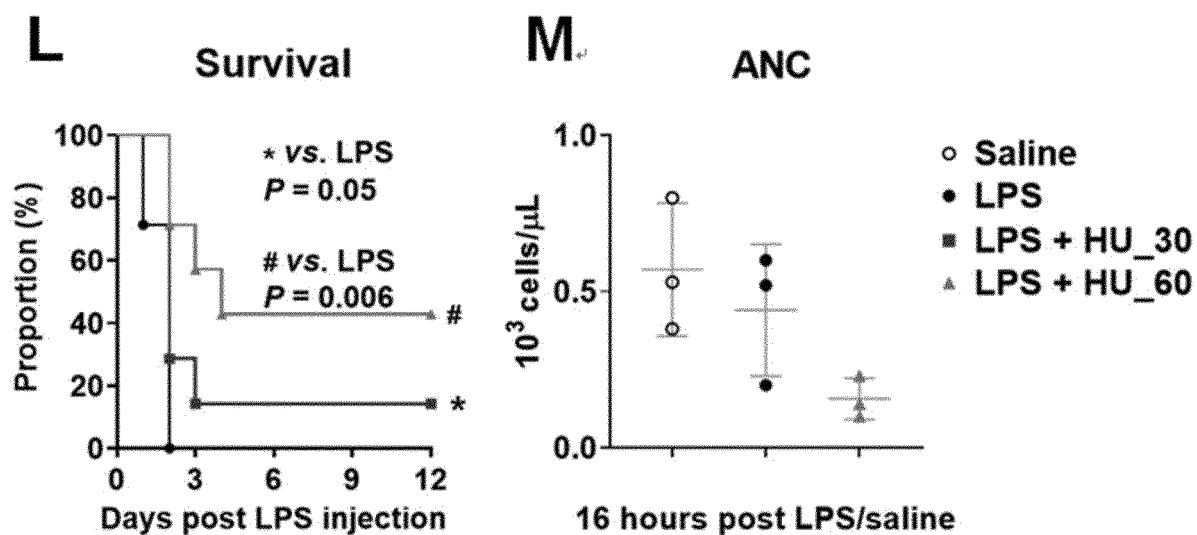 L
Survival
Proportion (%)
100
80
60
40
20
0
* vs. LPS
P = 0.05
# vs. LPS
P = 0.006
#
*
0 3 6 9 12
Days post LPS injection
M
ANC
10³ cells/μL
1.0
0.5
0.0
16 hours post LPS/saline
Saline
LPS
LPS + HU_30
LPS + HU_60